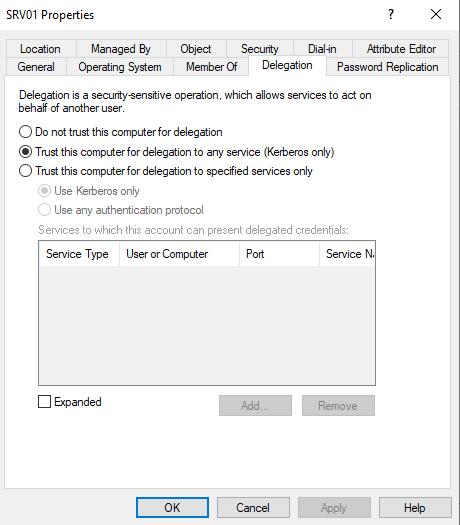 SRV01 Properties
?
Location Managed By Object Security Dial-in Attribute Editor
General Operating System Member Of Delegation Password Replication
Delegation is a security-sensitive operation, which allows services to act on
behalf of another user.
Do not trust this computer for delegation
Trust this computer for delegation to any service (Kerberos only)
Trust this computer for delegation to specified services only
Use Kerberos only
Use any authentication protocol
Services to which this account can present delegated credentials:
Service Type User or Computer Port Service N
Expanded Add... Remove
OK Cancel Apply Help